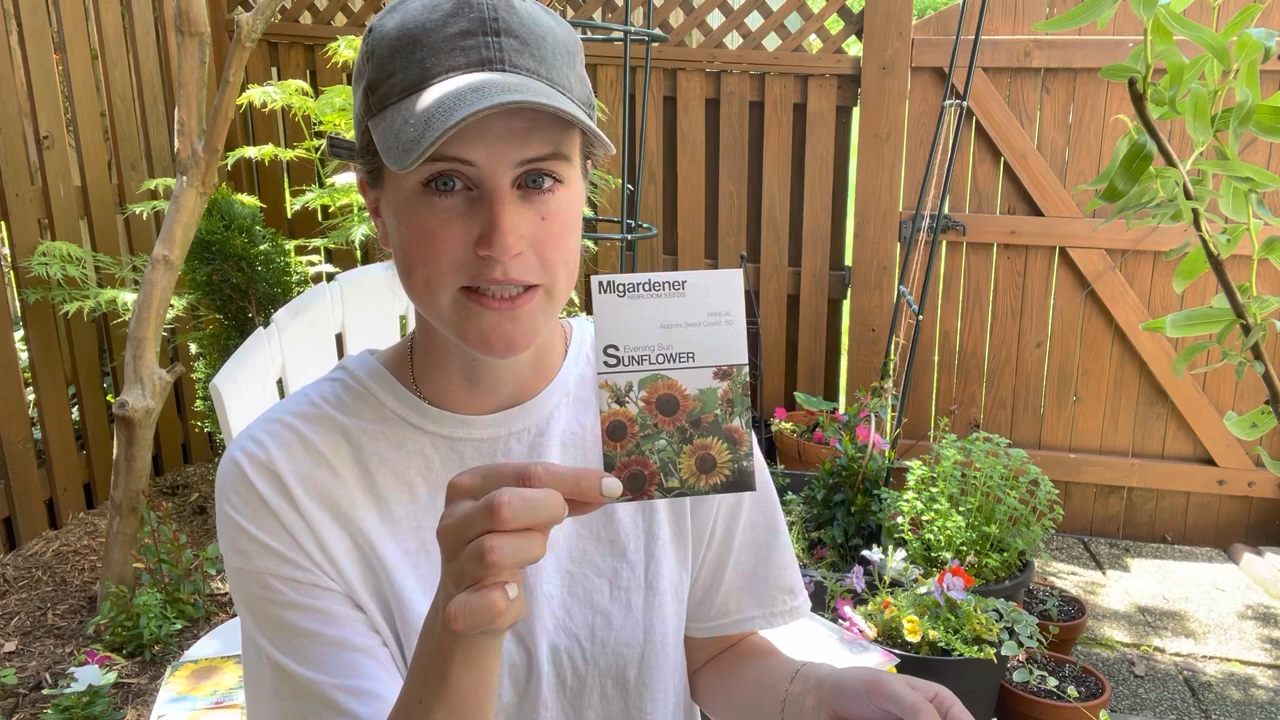 MIgardener
HEIRLOOM SEEDS
ANNUAL
Approx Seed Count: 50
Evening Sun
SUNFLOWER